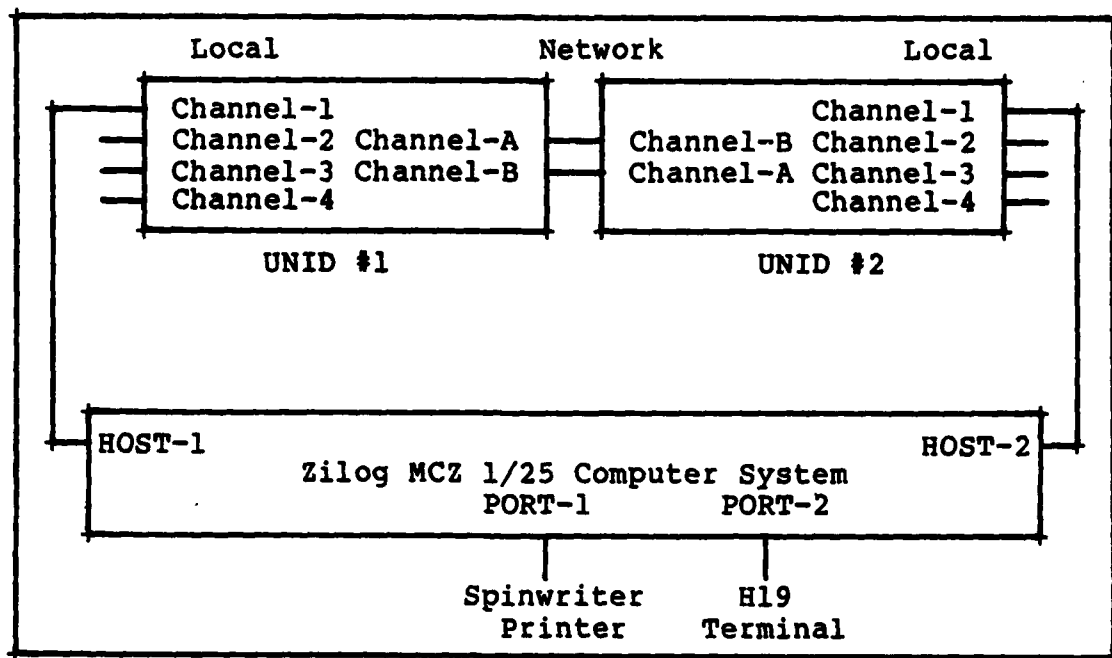 Local Network Local
Channel-1 Channel-1
Channel-2 Channel-A Channel-B Channel-2
Channel-3 Channel-B Channel-A Channel-3
Channel-4 Channel-4
UNID #1 UNID #2
HOST-1 HOST-2
Zilog MCZ 1/25 Computer System
PORT-1 PORT-2
Spinwriter H19
Printer Terminal